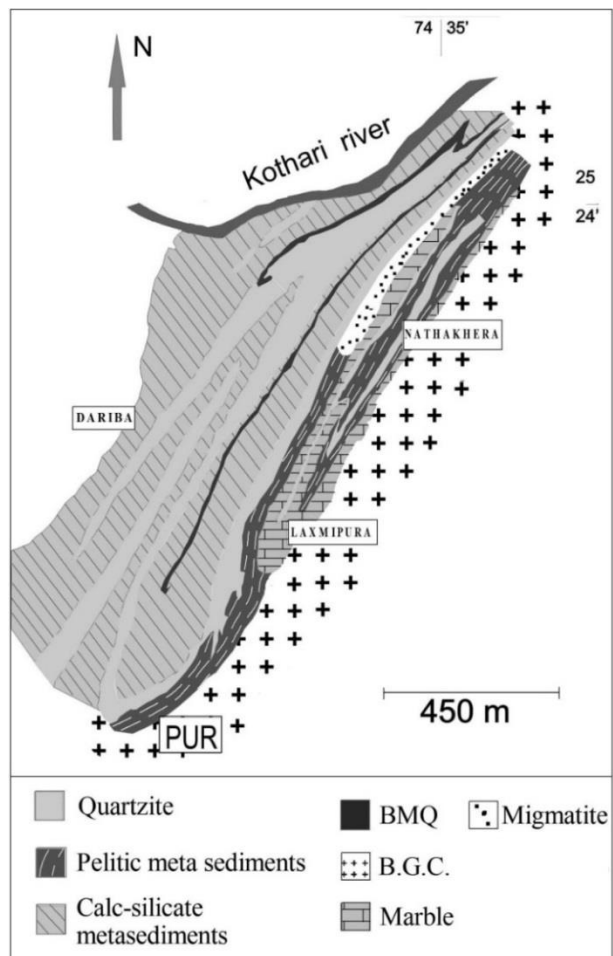 74 35'
N
Kothari river
25
24'
NATHAKHERA
DARIBA
LAXMIPURA
450 m
PUR
Quartzite
BMQ
Migmatite
Pelitic meta sediments
B.G.C.
Calc-silicate
metasediments
Marble